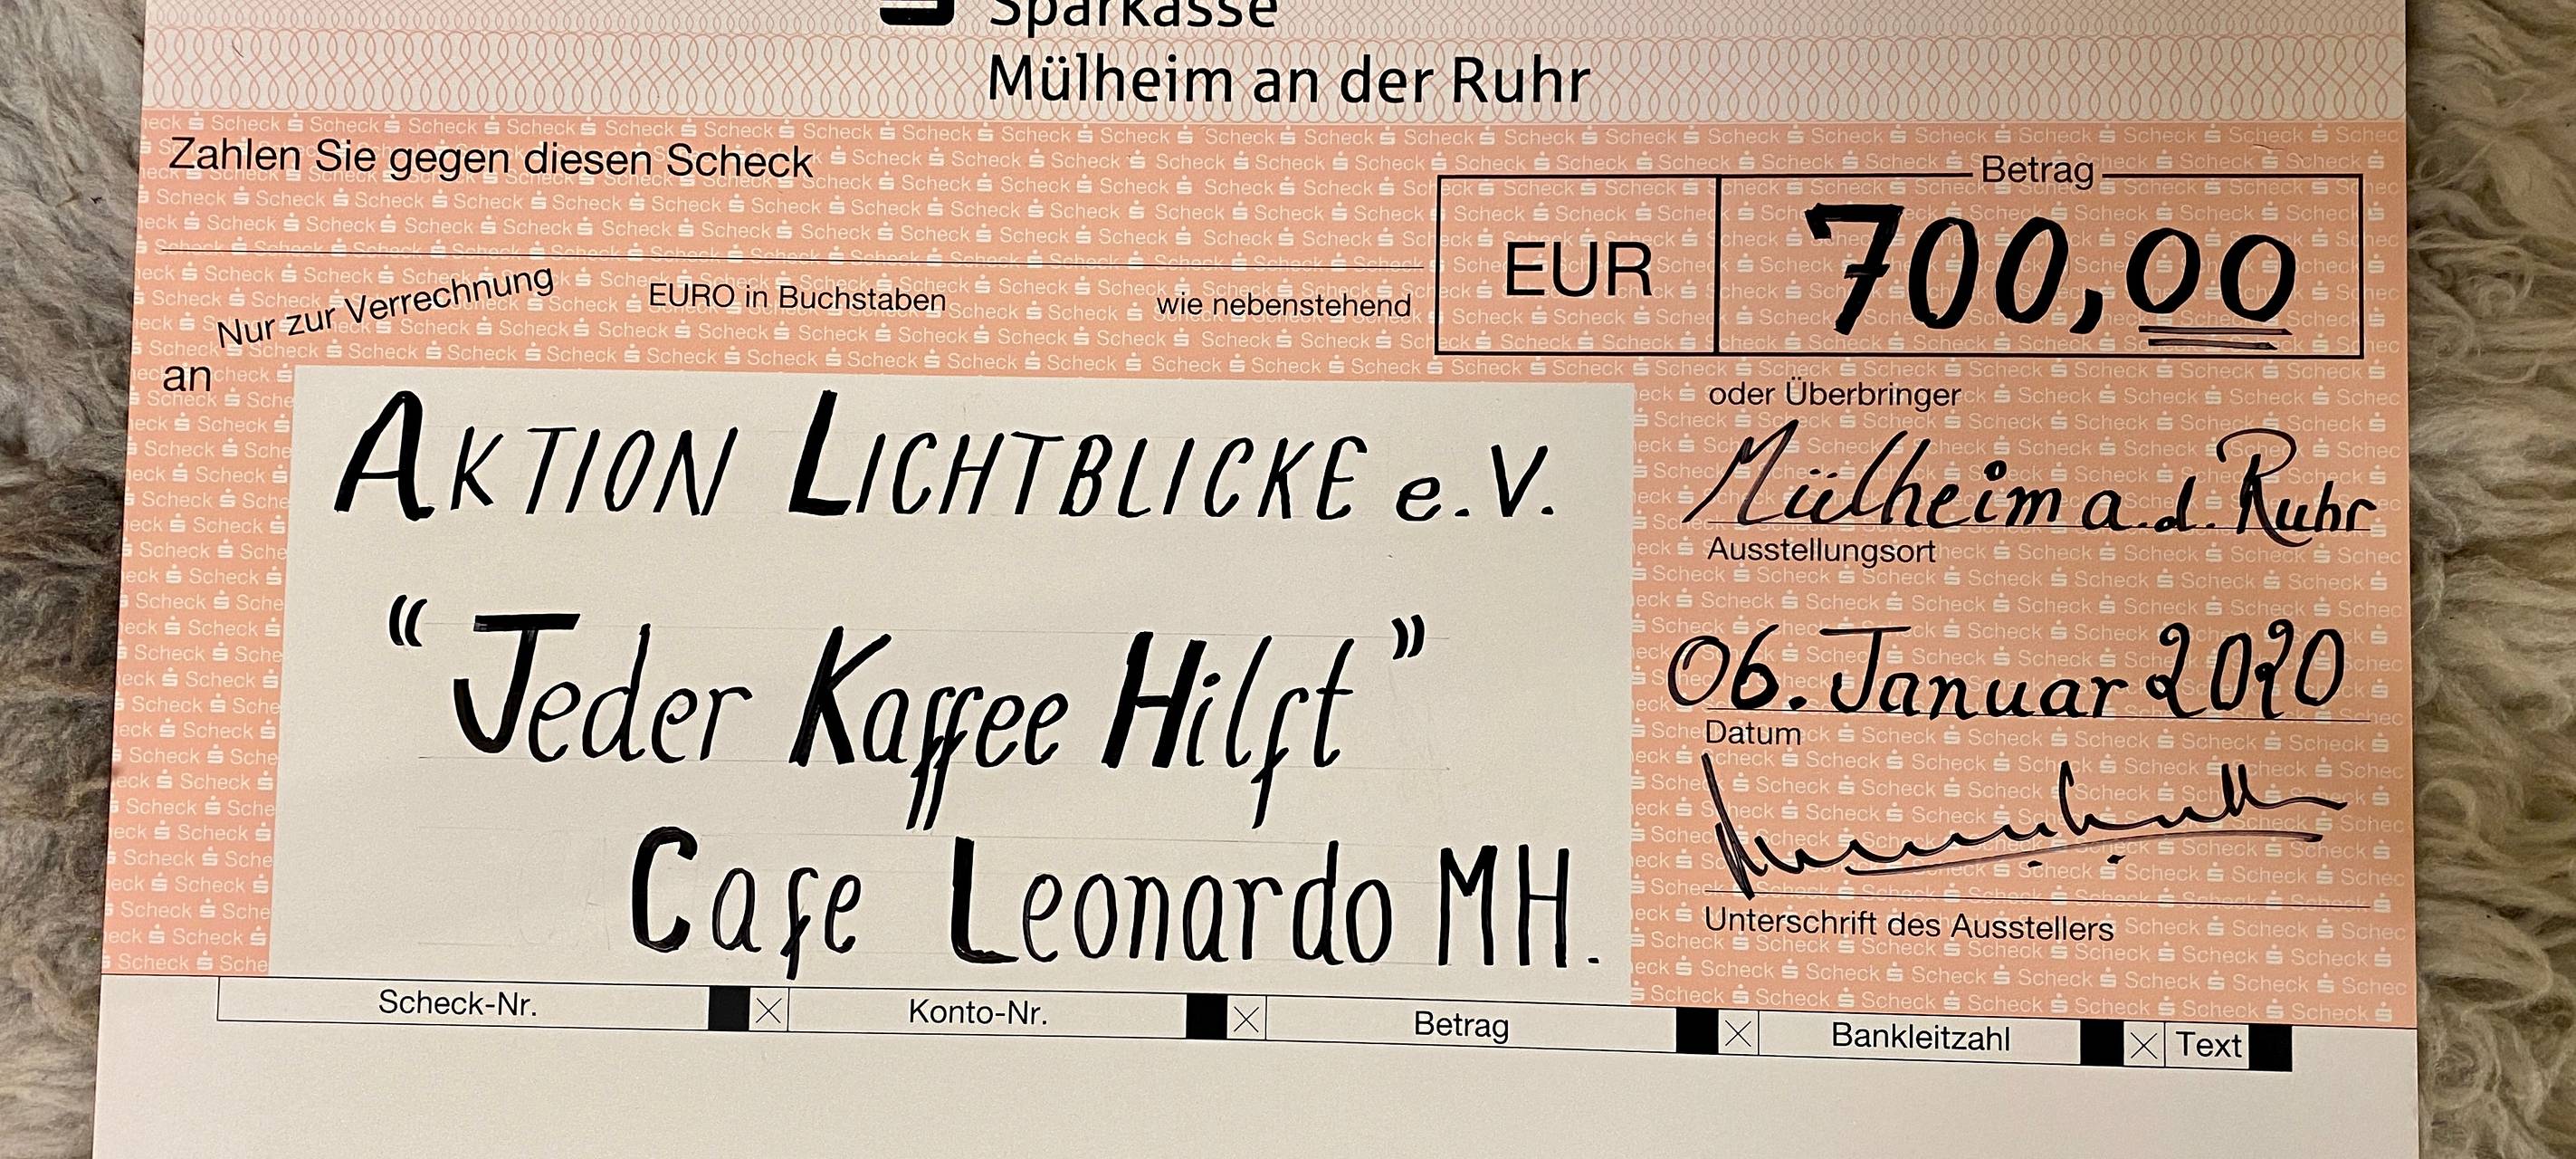 Sparkasse
Mülheim an der Ruhr
Zahlen Sie gegen diesen Scheck
Betrag
EUR 700,00
Nur zur Verrechnung EURO in Buchstaben wie nebenstehend
an
oder Überbringer
AKTION LICHTBLICKE e.V.
Mülheim a.d. Ruhr
Ausstellungsort
"Jeder Kaffee Hilft"
06. Januar 2020
Datum
Cafe Leonardo MH.
Unterschrift des Ausstellers
Scheck-Nr. Konto-Nr. Betrag Bankleitzahl Text